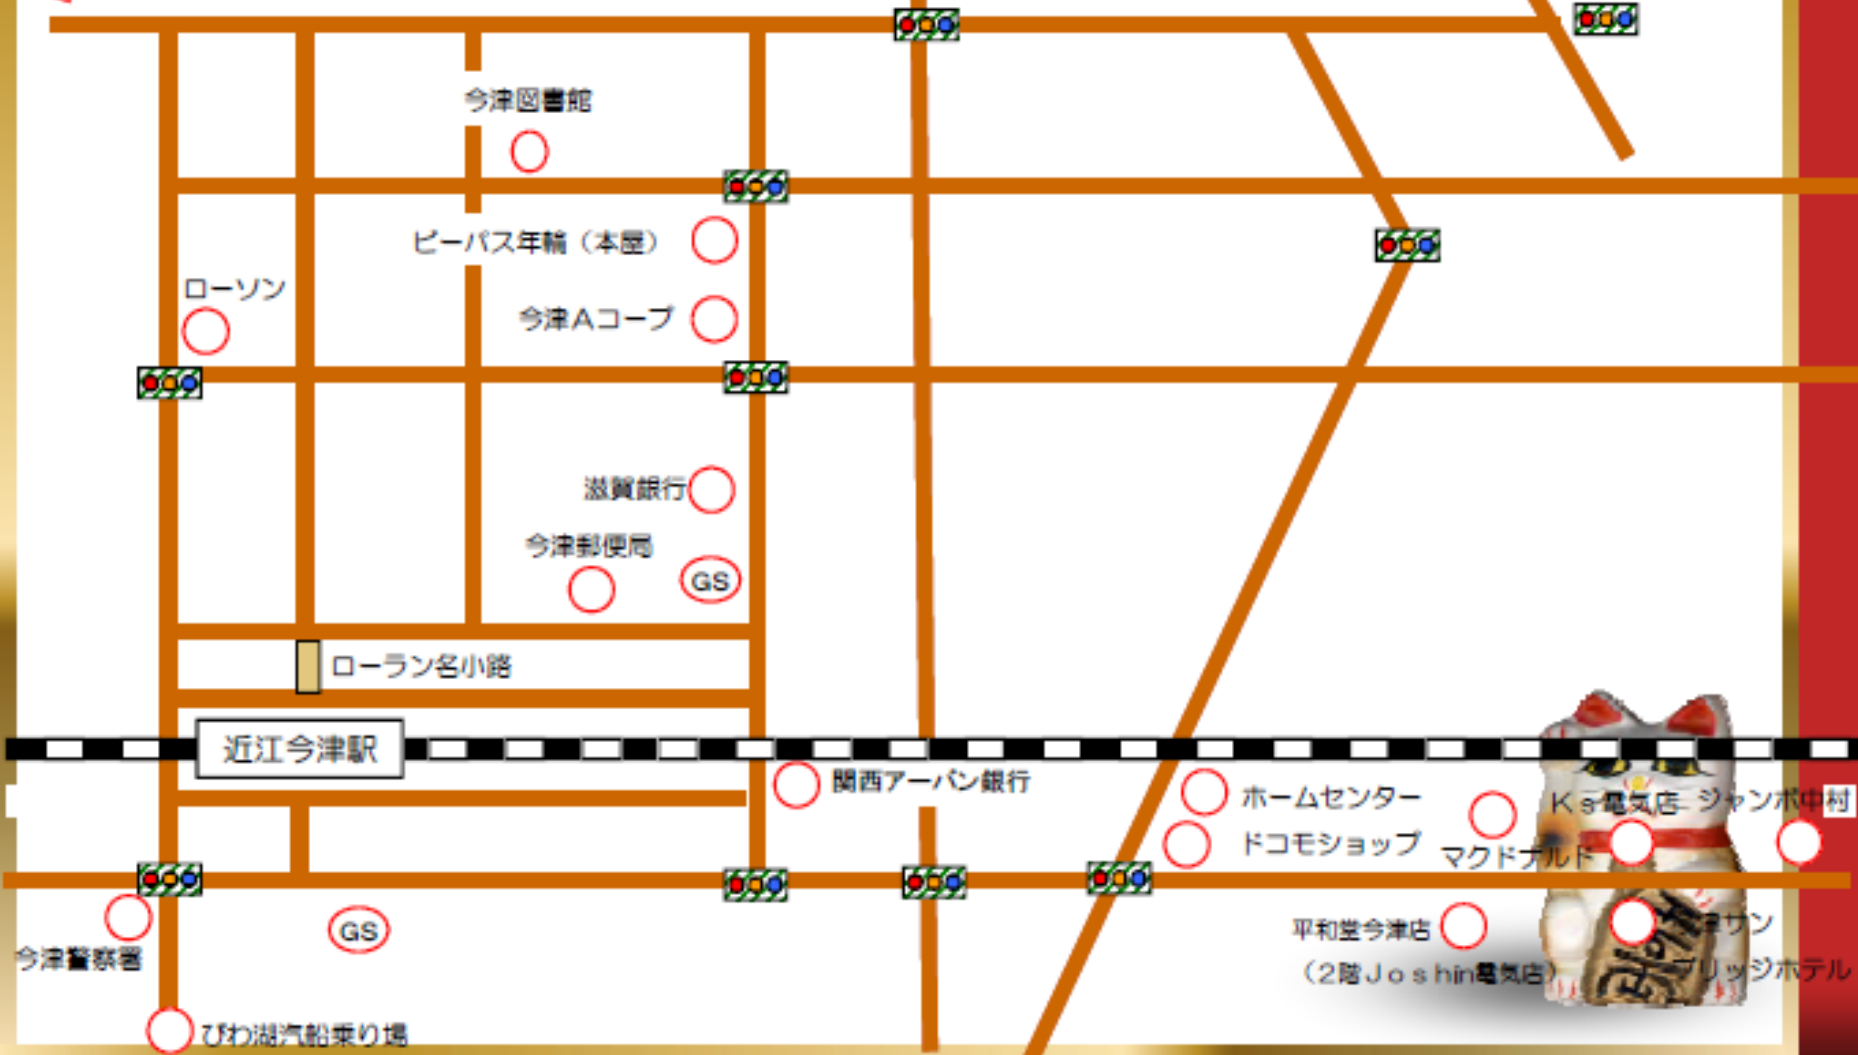 今津図書館
ビーバス年輪（本屋）
ローソン
今津Aコープ
滋賀銀行
今津郵便局
GS
ローラン名小路
近江今津駅
関西アーバン銀行
ホームセンター
Ks電気店
ジャンボ中村
ドコモショップ
マクドナルド
GS
平和堂今津店
サン
今津警察署
（2階Joshin電気店）
ブリッジホテル
びわ湖汽船乗り場